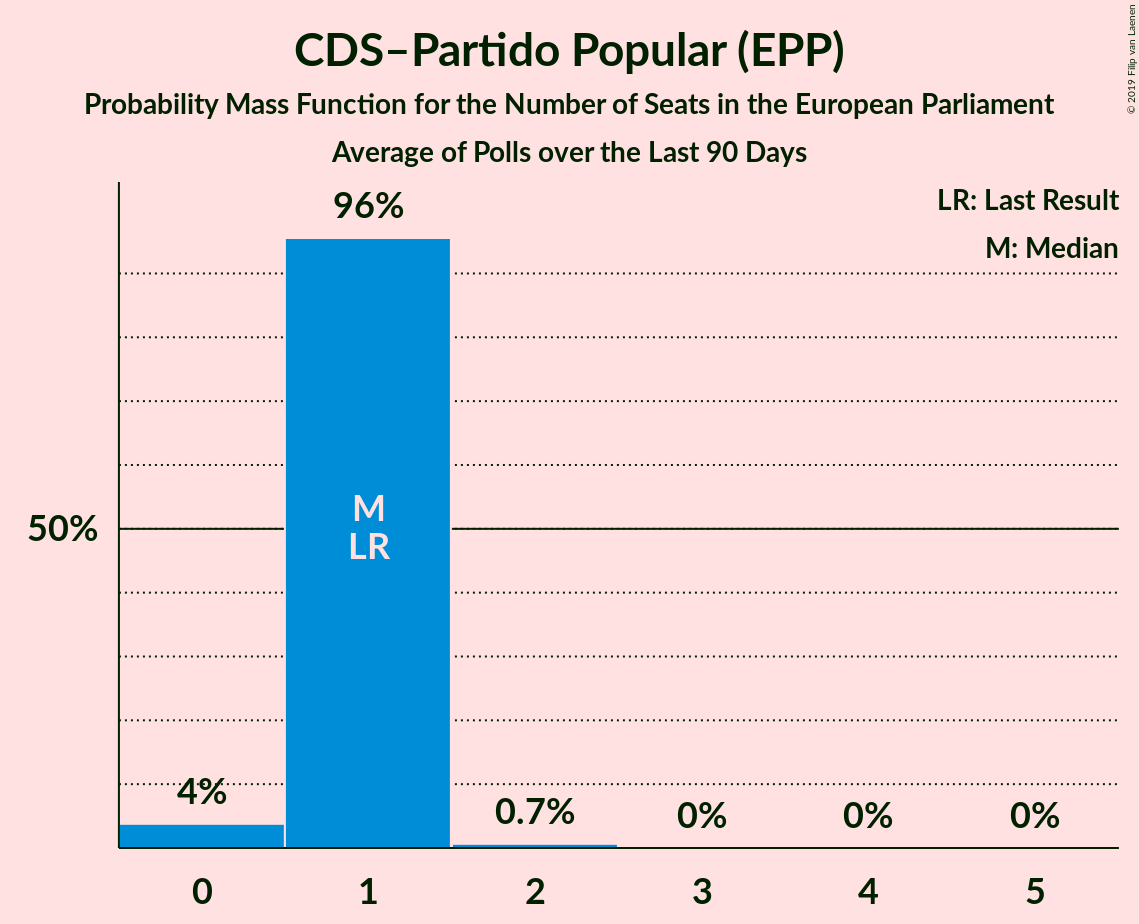 CDS–Partido Popular (EPP)
Probability Mass Function for the Number of Seats in the European Parliament
Average of Polls over the Last 90 Days
© 2019 Filip van Laenen
LR: Last Result
M: Median
96%
50%
M
LR
4%
0.7%
0%
0%
0%
0
1
2
3
4
5